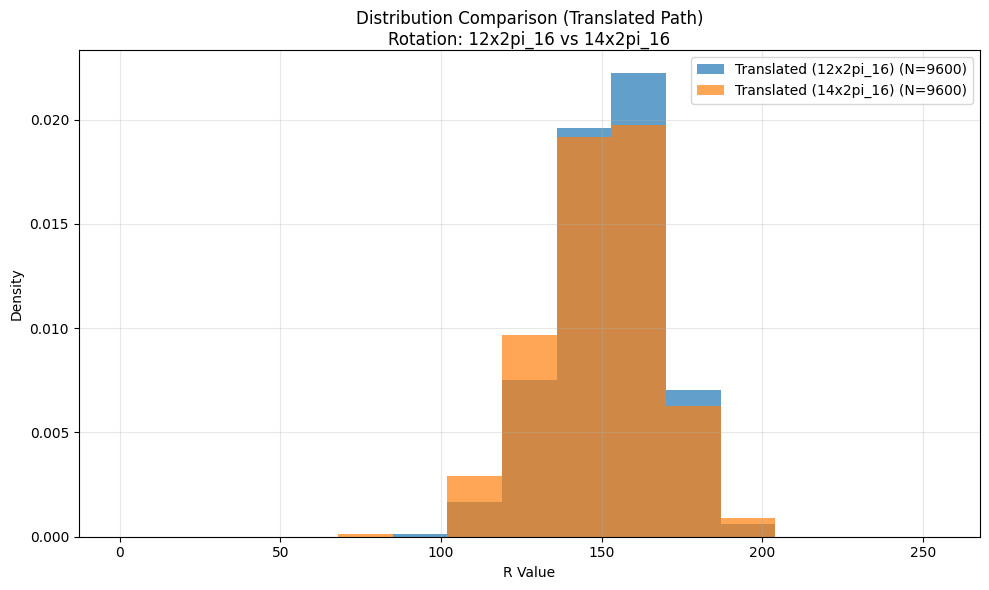 Distribution Comparison (Translated Path)
Rotation: 12x2pi_16 vs 14x2pi_16
Translated (12x2pi_16) (N=9600)
Translated (14x2pi_16) (N=9600)
Density
0.020
0.015
0.010
0.005
0.000
0 50 100 150 200 250
R Value